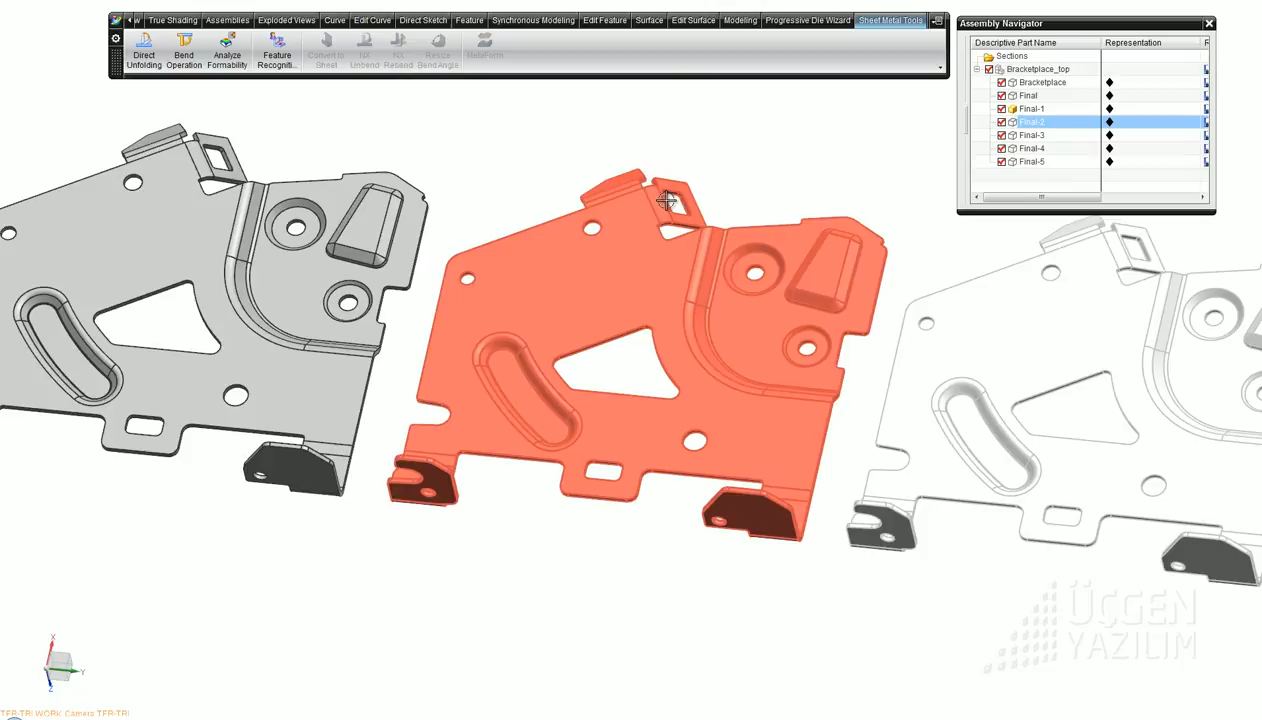 True Shading Assemblies Exploded Views Curve Edit Curve Direct Sketch Feature Synchronous Modeling Edit Feature Surface Edit Surface Modeling Progressive Die Wizard Sheet Metal Tools
Direct Unfolding
Bend Operation
Analyze Formability
Feature Recogniti...
Convert to Sheet
NX Unbend
NX Rebend
Resize Bend Angle
MetaForm
Assembly Navigator
Descriptive Part Name Representation R
Sections
Bracketplace_top
Bracketplace
Final
Final-1
Final-2
Final-3
Final-4
Final-5
ÜÇGEN
YAZILIM
X
Y
Z
TFR-TRI WORK Camera TFR-TRI